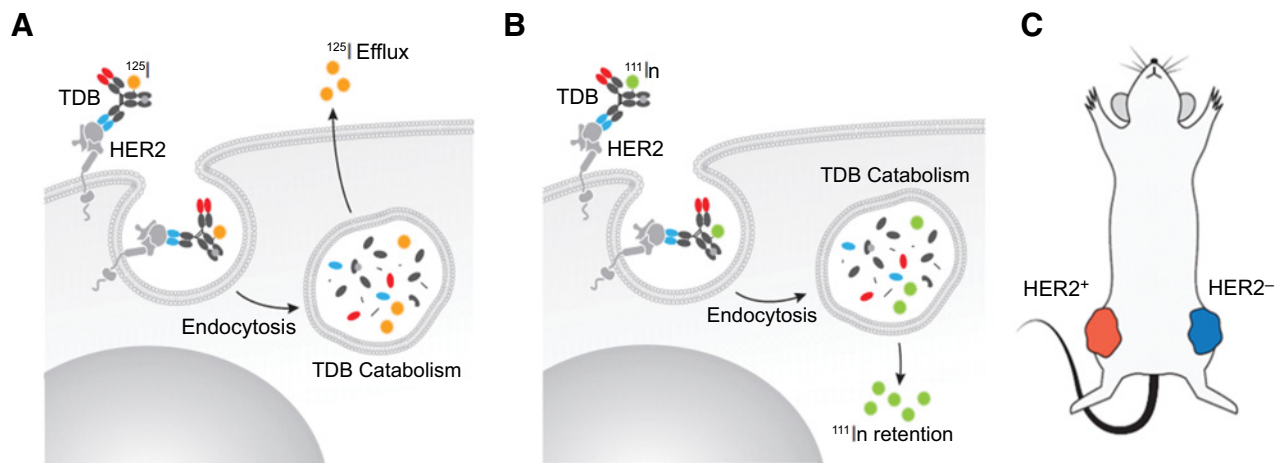 A
125I
TDB
HER2
125I Efflux
Endocytosis
TDB Catabolism
B
111In
TDB
HER2
TDB Catabolism
Endocytosis
111In retention
C
HER2+
HER2–